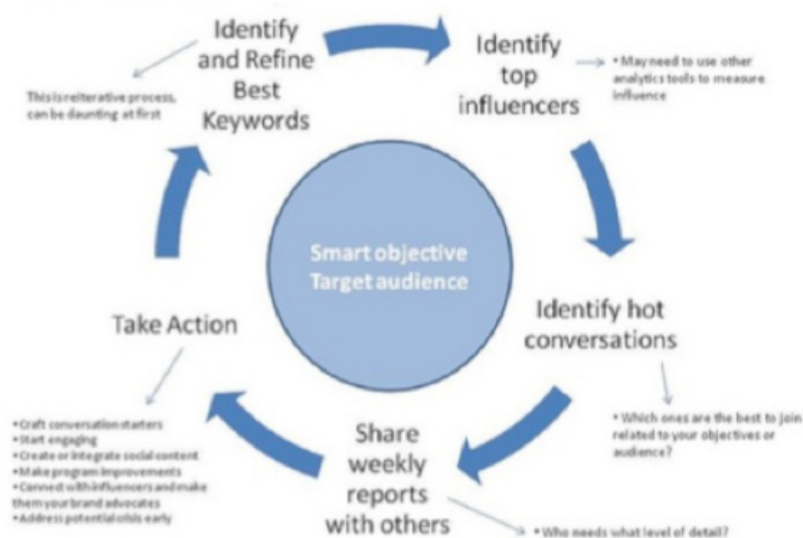 Identify
and Refine
Best
Keywords
This is reiterative process,
can be daunting at first
Identify
top
influencers
• May need to use other
analytics tools to measure
influence
Smart objective
Target audience
Identify hot
conversations
• Which ones are the best to join
related to your objectives or
audience?
Share
weekly
reports
with others
• Who needs what level of detail?
Take Action
• Craft conversation starters
• Start engaging
• Create or integrate social content
• Make program improvements
• Connect with influencers and make
them your brand advocates
• Address potential crisis early